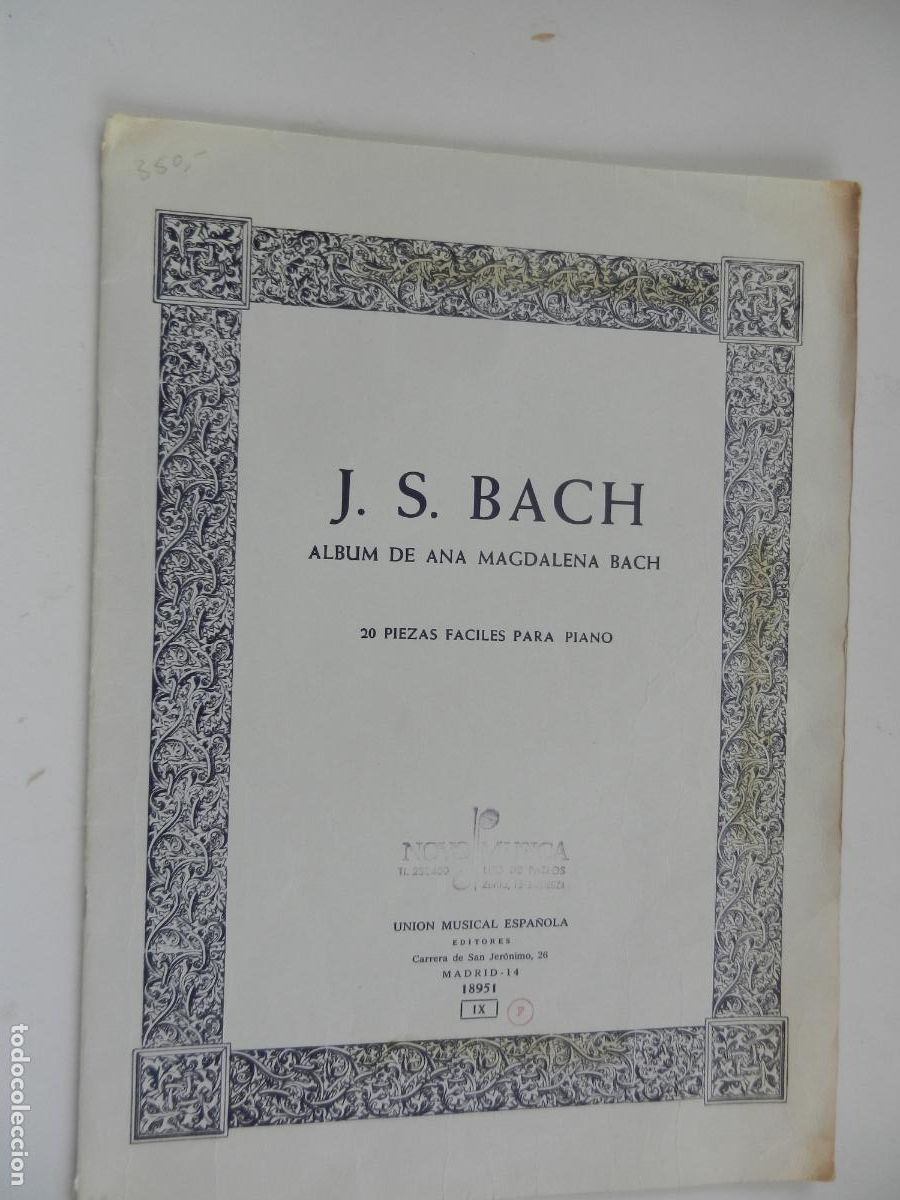 350,-
J. S. BACH
ALBUM DE ANA MAGDALENA BACH
20 PIEZAS FACILES PARA PIANO
UNION MUSICAL ESPAÑOLA
EDITORES
Carrera de San Jerónimo, 26
MADRID-14
18951
IX F
todocoleccion